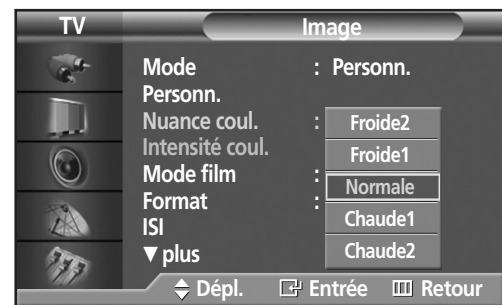 TV Image
Mode : Personn.
Personn.
Nuance coul. : Froide2
Intensité coul. Froide1
Mode film : Normale
Format : Chaude1
ISI Chaude2
▼ plus
Dépl. Entrée Retour